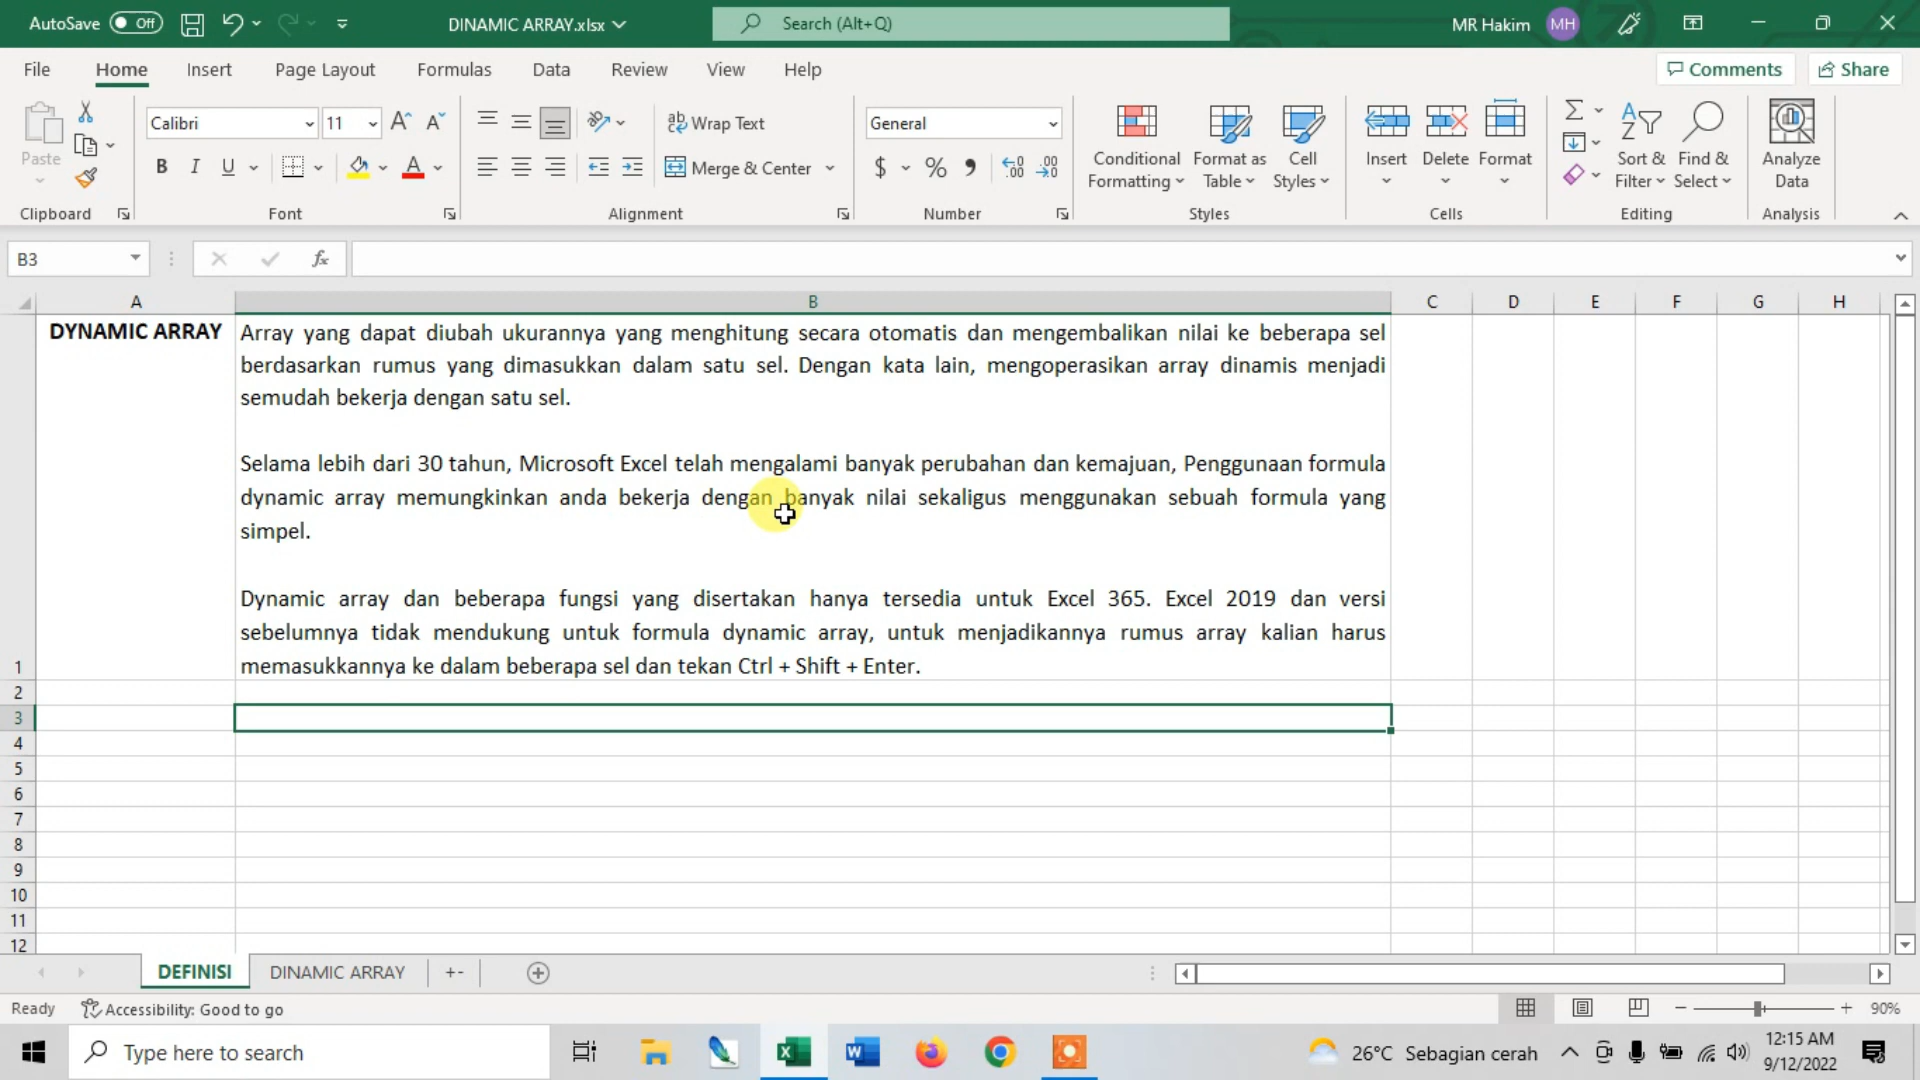 AutoSave Off
DINAMIC ARRAY.xlsx
Search (Alt+Q)
MR Hakim MH
File Home Insert Page Layout Formulas Data Review View Help
Comments Share
Paste
Calibri 11
Wrap Text
General
B I U
Merge & Center
$ % 9
Conditional Formatting
Format as Table
Cell Styles
Insert Delete Format
Sort & Filter
Find & Select
Analyze Data
Clipboard Font Alignment Number Styles Cells Editing Analysis
B3
fx
A B C D E F G H
DYNAMIC ARRAY
Array yang dapat diubah ukurannya yang menghitung secara otomatis dan mengembalikan nilai ke beberapa sel
berdasarkan rumus yang dimasukkan dalam satu sel. Dengan kata lain, mengoperasikan array dinamis menjadi
semudah bekerja dengan satu sel.
Selama lebih dari 30 tahun, Microsoft Excel telah mengalami banyak perubahan dan kemajuan, Penggunaan formula
dynamic array memungkinkan anda bekerja dengan banyak nilai sekaligus menggunakan sebuah formula yang
simpel.
Dynamic array dan beberapa fungsi yang disertakan hanya tersedia untuk Excel 365. Excel 2019 dan versi
sebelumnya tidak mendukung untuk formula dynamic array, untuk menjadikannya rumus array kalian harus
memasukkannya ke dalam beberapa sel dan tekan Ctrl + Shift + Enter.
1
2
3
4
5
6
7
8
9
10
11
12
DEFINISI DINAMIC ARRAY +-
Ready Accessibility: Good to go
90%
Type here to search
26°C Sebagian cerah
12:15 AM
9/12/2022